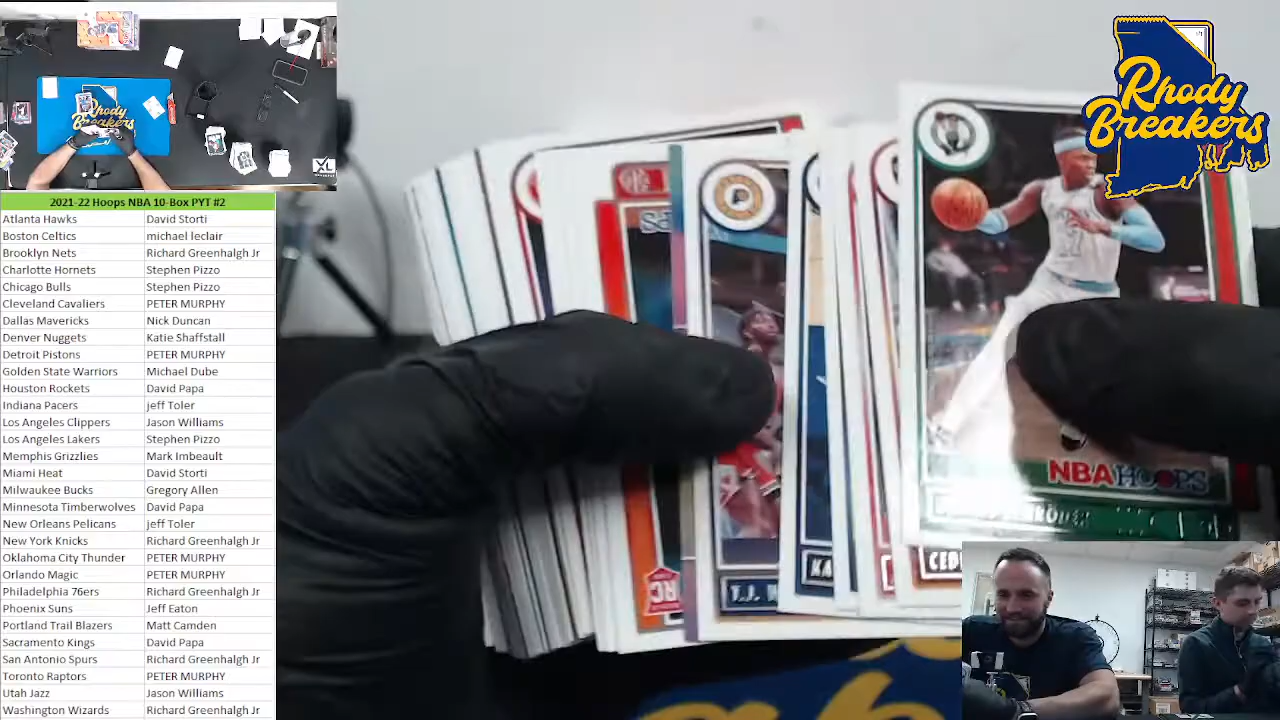 Rhody
Breakers
XL
2021-22 Hoops NBA 10-Box PYT #2
Atlanta Hawks David Storti
Boston Celtics michael leclair
Brooklyn Nets Richard Greenhalgh Jr
Charlotte Hornets Stephen Pizzo
Chicago Bulls Stephen Pizzo
Cleveland Cavaliers PETER MURPHY
Dallas Mavericks Nick Duncan
Denver Nuggets Katie Shaffstall
Detroit Pistons PETER MURPHY
Golden State Warriors Michael Dube
Houston Rockets David Papa
Indiana Pacers jeff Toler
Los Angeles Clippers Jason Williams
Los Angeles Lakers Stephen Pizzo
Memphis Grizzlies Mark Imbeault
Miami Heat David Storti
Milwaukee Bucks Gregory Allen
Minnesota Timberwolves David Papa
New Orleans Pelicans jeff Toler
New York Knicks Richard Greenhalgh Jr
Oklahoma City Thunder PETER MURPHY
Orlando Magic PETER MURPHY
Philadelphia 76ers Richard Greenhalgh Jr
Phoenix Suns Jeff Eaton
Portland Trail Blazers Matt Camden
Sacramento Kings David Papa
San Antonio Spurs Richard Greenhalgh Jr
Toronto Raptors PETER MURPHY
Utah Jazz Jason Williams
Washington Wizards Richard Greenhalgh Jr
Rhody
Breakers
NBA HOOPS
RC
T.J.
KA
CED